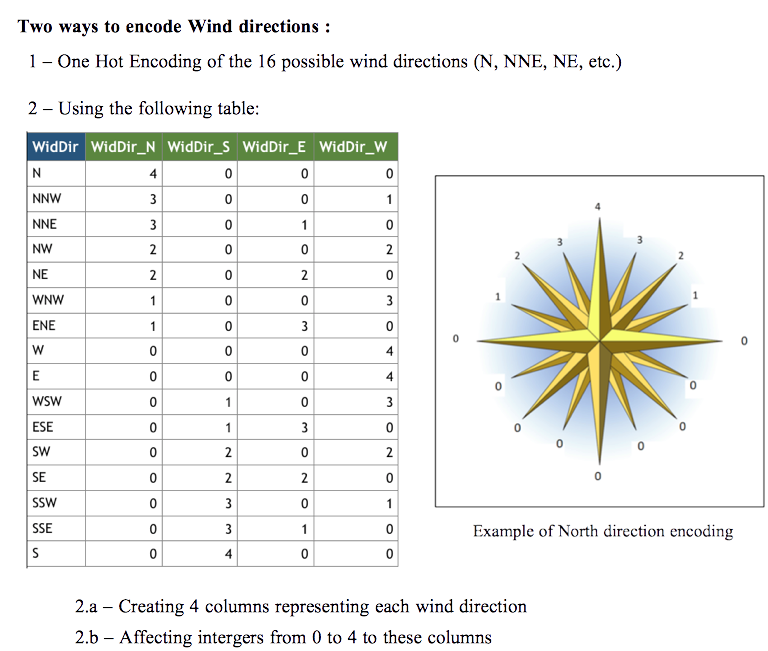 Two ways to encode Wind directions :
1 – One Hot Encoding of the 16 possible wind directions (N, NNE, NE, etc.)
2 – Using the following table:
WidDir WidDir_N WidDir_S WidDir_E WidDir_W
N 4 0 0 0
NNW 3 0 0 1
NNE 3 0 1 0
NW 2 0 0 2
NE 2 0 2 0
WNW 1 0 0 3
ENE 1 0 3 0
W 0 0 0 4
E 0 0 0 4
WSW 0 1 0 3
ESE 0 1 3 0
SW 0 2 0 2
SE 0 2 2 0
SSW 0 3 0 1
SSE 0 3 1 0
S 0 4 0 0
4
3 3
2 2
1 1
0 0
0 0
0 0
0 0
0
Example of North direction encoding
2.a – Creating 4 columns representing each wind direction
2.b – Affecting intergers from 0 to 4 to these columns